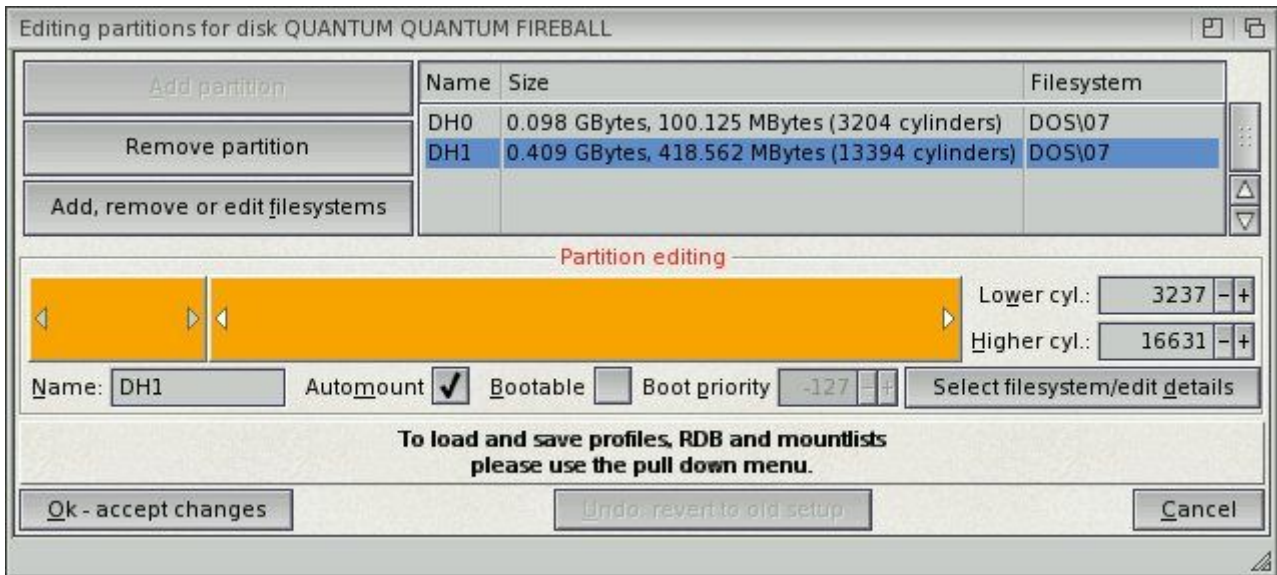 Editing partitions for disk QUANTUM QUANTUM FIREBALL
Add partition
Remove partition
Add, remove or edit filesystems
Name Size Filesystem
DH0 0.098 GBytes, 100.125 MBytes (3204 cylinders) DOS\07
DH1 0.409 GBytes, 418.562 MBytes (13394 cylinders) DOS\07
Partition editing
Lower cyl.: 3237 - +
Higher cyl.: 16631 - +
Name: DH1 Automount Bootable Boot priority -127 - + Select filesystem/edit details
To load and save profiles, RDB and mountlists
please use the pull down menu.
Ok - accept changes Undo: revert to old setup Cancel